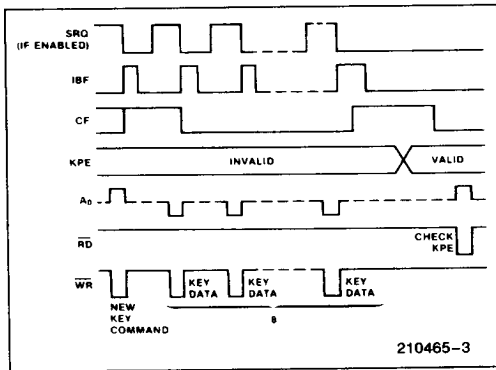 SRQ
(IF ENABLED)
IBF
CF
KPE
INVALID
VALID
A0
RD
CHECK
KPE
WR
KEY
DATA
KEY
DATA
KEY
DATA
NEW
KEY
COMMAND
8
210465-3